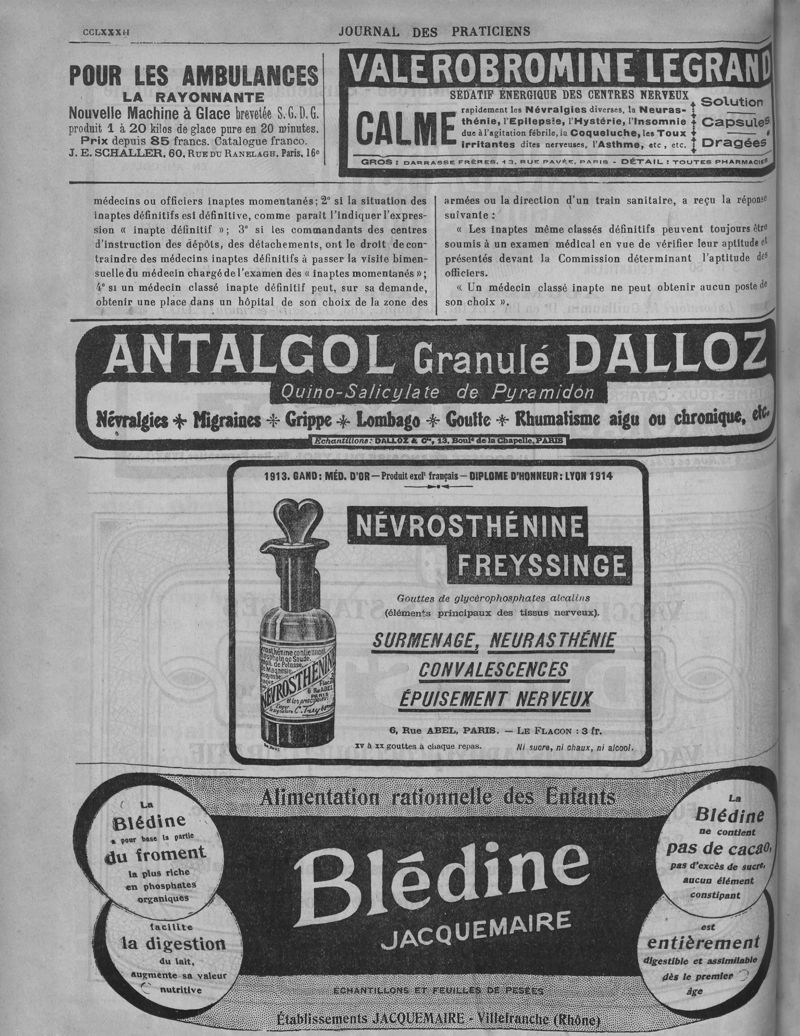 CCLXXXII
JOURNAL DES PRATICIENS
POUR LES AMBULANCES
LA RAYONNANTE
Nouvelle Machine à Glace brevetée S. G. D. G.
produit 1 à 20 kilos de glace pure en 20 minutes.
Prix depuis 85 francs. Catalogue franco.
J. E. SCHALLER, 60, RUE DU RANELAGH, Paris, 16e
VALEROBROMINE LEGRAND
SÉDATIF ÉNERGIQUE DES CENTRES NERVEUX
CALME
rapidement les Névralgies diverses, la Neuras-
thénie, l'Epilepsie, l'Hystérie, l'Insomnie
due à l'agitation fébrile, la Coqueluche, les Toux
irritantes dites nerveuses, l'Asthme, etc, etc.
Solution
Capsules
Dragées
GROS : DARRASSE FRÈRES, 13, RUE PAVÉE, PARIS - DÉTAIL : TOUTES PHARMACIES
médecins ou officiers inaptes momentanés; 2° si la situation des
inaptes définitifs est définitive, comme paraît l'indiquer l'expres-
sion « inapte définitif »; 3° si les commandants des centres
d'instruction des dépôts, des détachements, ont le droit de con-
traindre des médecins inaptes définitifs à passer la visite bimen-
suelle du médecin chargé de l'examen des « inaptes momentanés »;
4° si un médecin classé inapte définitif peut, sur sa demande,
obtenir une place dans un hôpital de son choix de la zone des
armées ou la direction d'un train sanitaire, a reçu la réponse
suivante :
« Les inaptes même classés définitifs peuvent toujours être
soumis à un examen médical en vue de vérifier leur aptitude et
présentés devant la Commission déterminant l'aptitude des
officiers.
« Un médecin classé inapte ne peut obtenir aucun poste de
son choix ».
ANTALGOL Granulé DALLOZ
Quino-Salicylate de Pyramidon
Névralgies ✢ Migraines ✢ Grippe ✢ Lombago ✢ Goutte ✢ Rhumatisme aigu ou chronique, etc.
Echantillons: DALLOZ & Cie, 13, Bould de la Chapelle, PARIS
1913. GAND: MÉD. D'OR — Produit exclt français — DIPLOME D'HONNEUR: LYON 1914
NÉVROSTHÉNINE
FREYSSINGE
Gouttes de glycérophosphates alcalins
(éléments principaux des tissus nerveux).
SURMENAGE, NEURASTHÉNIE
CONVALESCENCES
ÉPUISEMENT NERVEUX
6, RUE ABEL, PARIS. — LE FLACON : 3 fr.
XV à XX gouttes à chaque repas.
Ni sucre, ni chaux, ni alcool.
NÉVROSTHÉNINE
6 Rue ABEL
PARIS
Alimentation rationnelle des Enfants
La
Blédine
a pour base la partie
du froment
la plus riche
en phosphates
organiques
facilite
la digestion
du lait,
augmente sa valeur
nutritive
Blédine
JACQUEMAIRE
La
Blédine
ne contient
pas de cacao,
pas d'excès de sucre,
aucun élément
constipant
est
entièrement
digestible et assimilable
dès le premier
âge
ÉCHANTILLONS ET FEUILLES DE PESÉES
Établissements JACQUEMAIRE - Villefranche (Rhône)